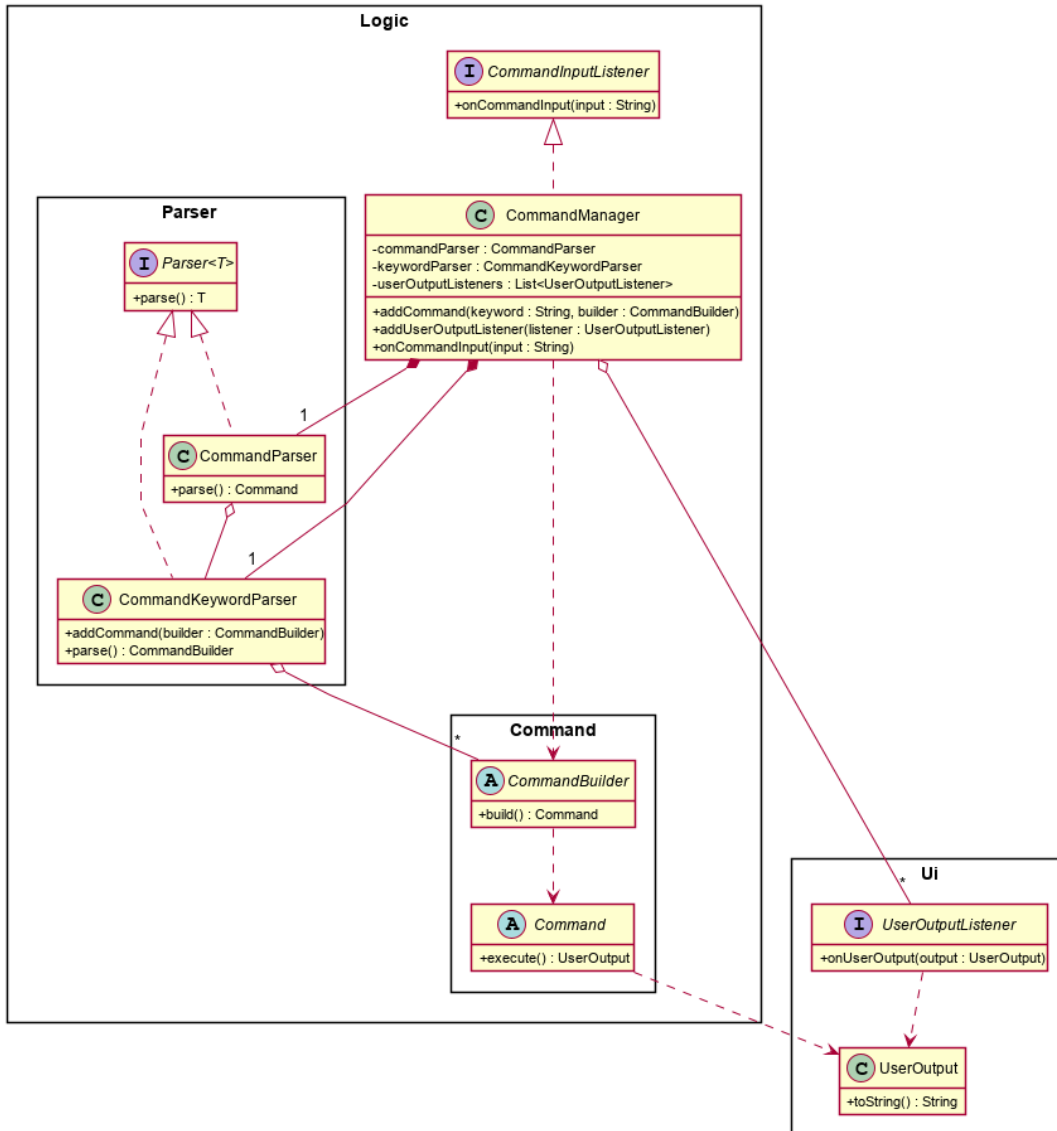 Logic
I CommandInputListener
+onCommandInput(input : String)
Parser
I Parser<T>
+parse() : T
C CommandManager
-commandParser : CommandParser
-keywordParser : CommandKeywordParser
-userOutputListeners : List<UserOutputListener>
+addCommand(keyword : String, builder : CommandBuilder)
+addUserOutputListener(listener : UserOutputListener)
+onCommandInput(input : String)
1
C CommandParser
+parse() : Command
1
C CommandKeywordParser
+addCommand(builder : CommandBuilder)
+parse() : CommandBuilder
Command
*
A CommandBuilder
+build() : Command
A Command
+execute() : UserOutput
Ui
*
I UserOutputListener
+onUserOutput(output : UserOutput)
C UserOutput
+toString() : String